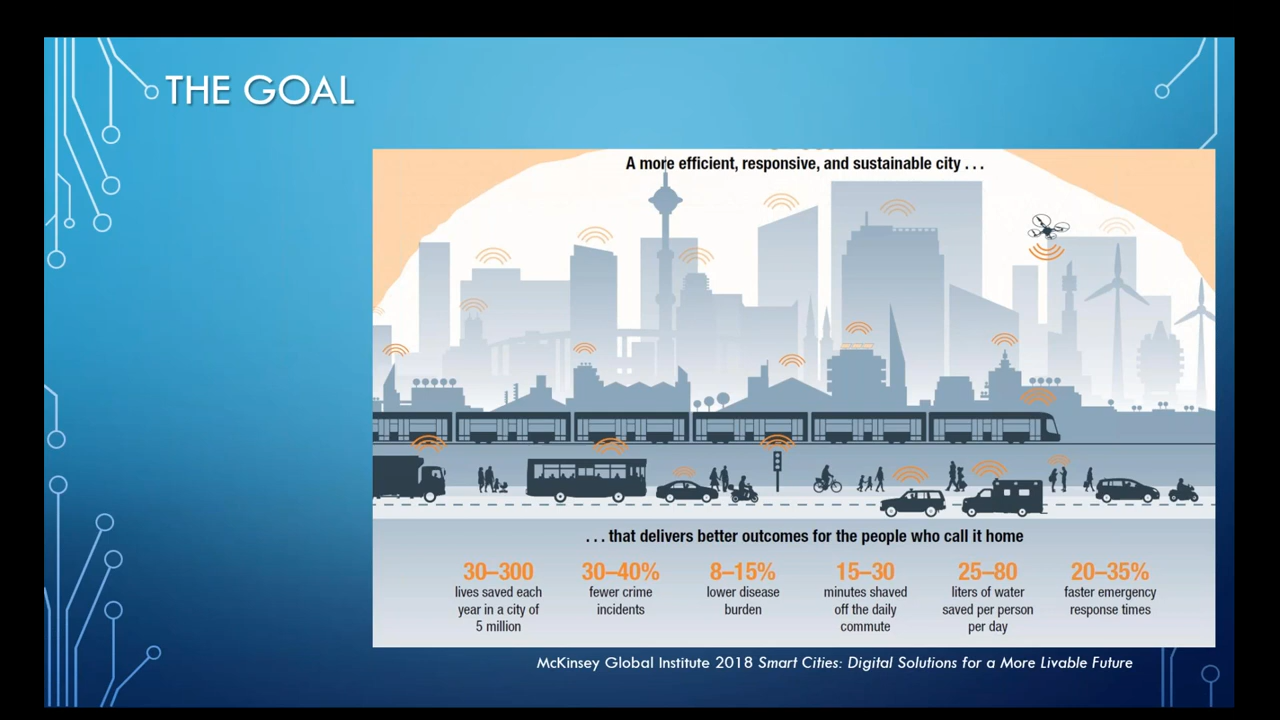 THE GOAL
A more efficient, responsive, and sustainable city . . .
. . . that delivers better outcomes for the people who call it home
30–300
lives saved each
year in a city of
5 million
30–40%
fewer crime
incidents
8–15%
lower disease
burden
15–30
minutes shaved
off the daily
commute
25–80
liters of water
saved per person
per day
20–35%
faster emergency
response times
McKinsey Global Institute 2018 Smart Cities: Digital Solutions for a More Livable Future